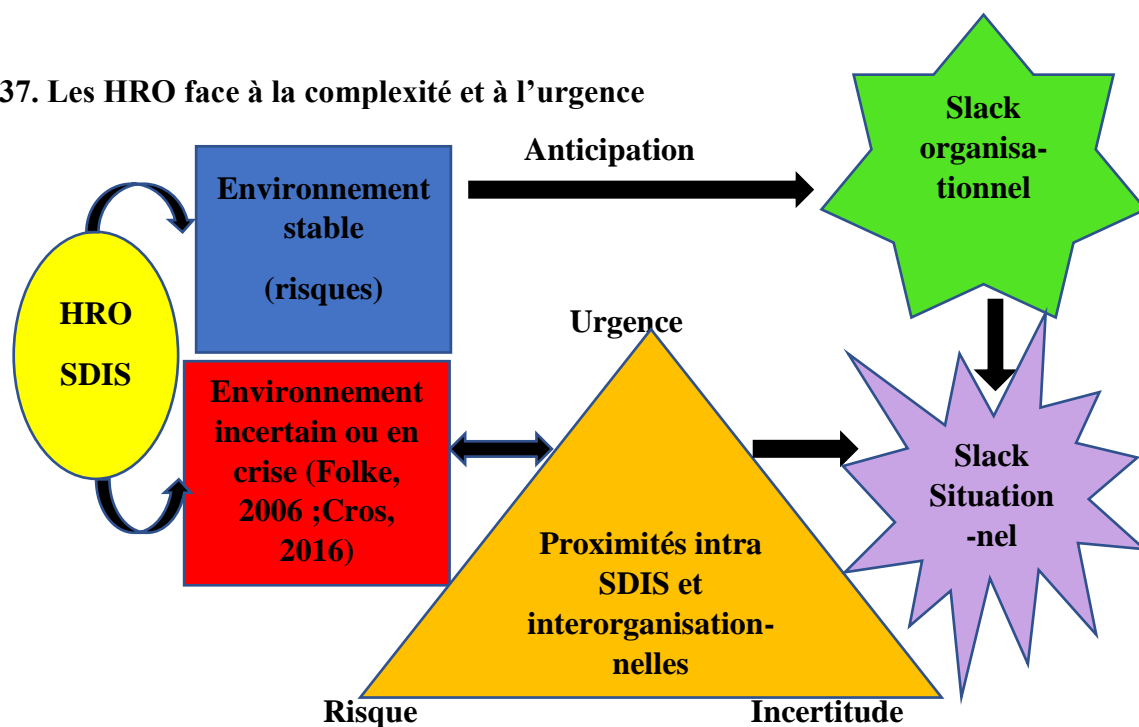 37. Les HRO face à la complexité et à l’urgence
Slack
organisa-
tionnel
Anticipation
Environnement
stable
(risques)
HRO
SDIS
Urgence
Environnement
incertain ou en
crise (Folke,
2006 ;Cros,
2016)
Slack
Situation
-nel
Proximités intra
SDIS et
interorganisation-
nelles
Risque
Incertitude